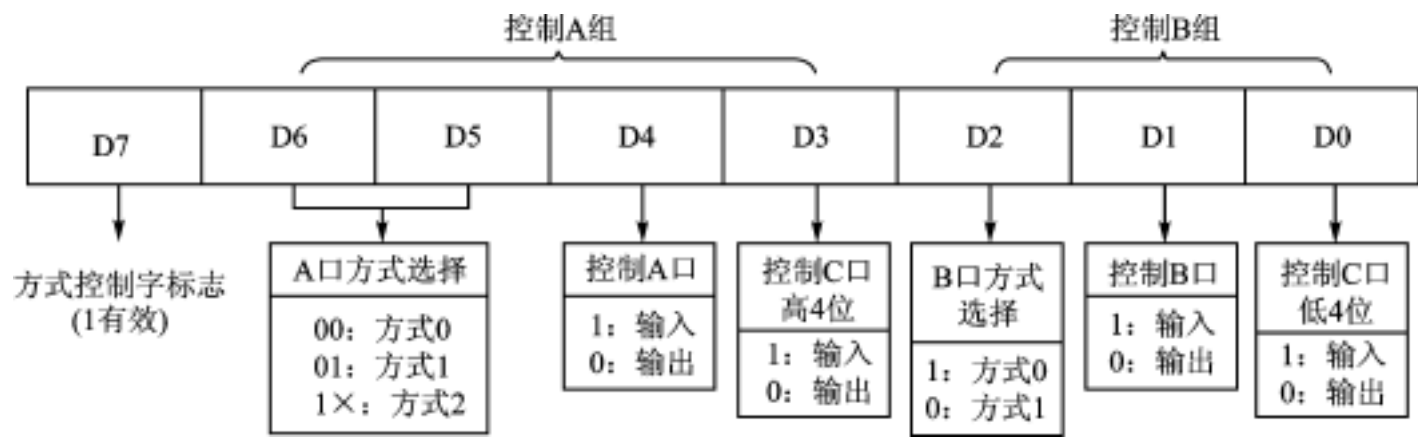 控制A组
控制B组
D7
D6
D5
D4
D3
D2
D1
D0
方式控制字标志
(1有效)
A口方式选择
00：方式0
01：方式1
1×：方式2
控制A口
1：输入
0：输出
控制C口
高4位
1：输入
0：输出
B口方式
选择
1：方式0
0：方式1
控制B口
1：输入
0：输出
控制C口
低4位
1：输入
0：输出